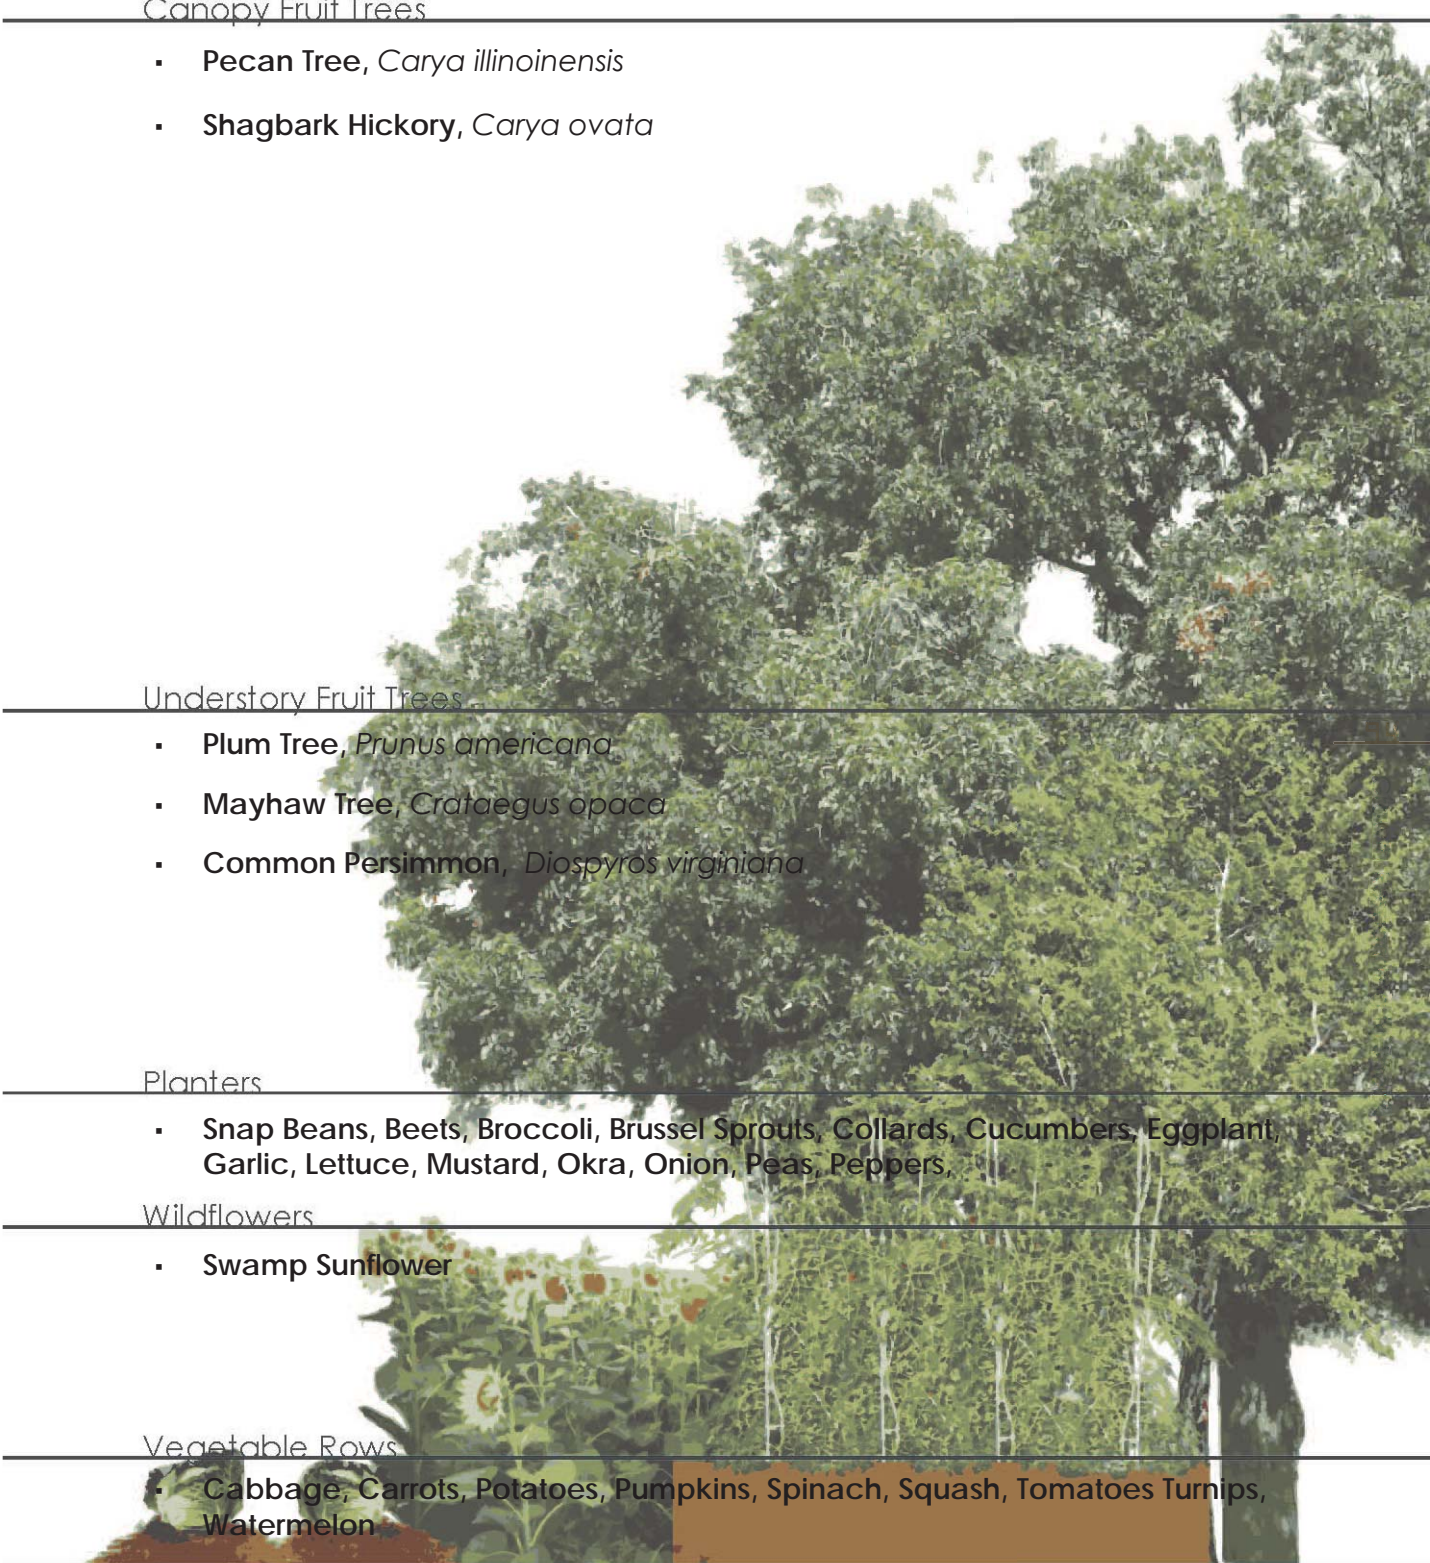 Canopy Fruit Trees
▪ Pecan Tree, Carya illinoinensis
▪ Shagbark Hickory, Carya ovata
Understory Fruit Trees
▪ Plum Tree, Prunus americana
▪ Mayhaw Tree, Crataegus opaca
▪ Common Persimmon, Diospyros virginiana
Planters
▪ Snap Beans, Beets, Broccoli, Brussel Sprouts, Collards, Cucumbers, Eggplant,
Garlic, Lettuce, Mustard, Okra, Onion, Peas, Peppers,
Wildflowers
▪ Swamp Sunflower
Vegetable Rows
▪ Cabbage, Carrots, Potatoes, Pumpkins, Spinach, Squash, Tomatoes Turnips,
Watermelon